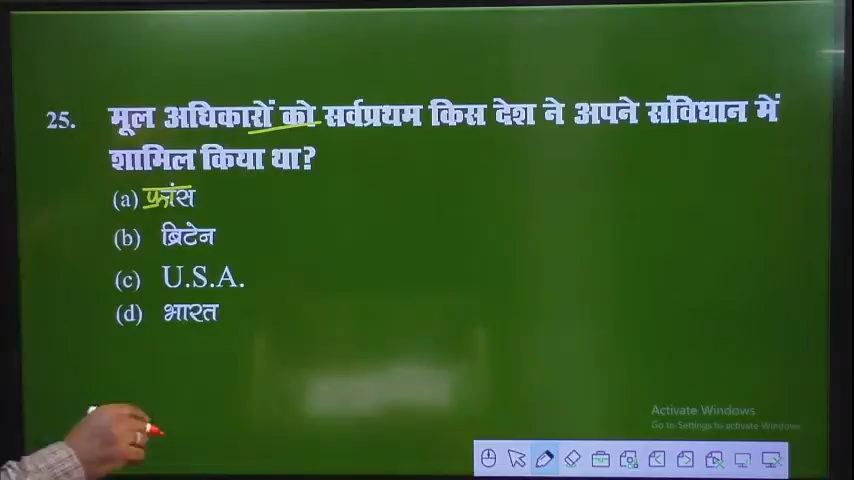 25. मूल अधिकारों को सर्वप्रथम किस देश ने अपने संविधान में
शामिल किया था?
(a) फ्रांस
(b) ब्रिटेन
(c) U.S.A.
(d) भारत
Activate Windows
Go to Settings to activate Windows.